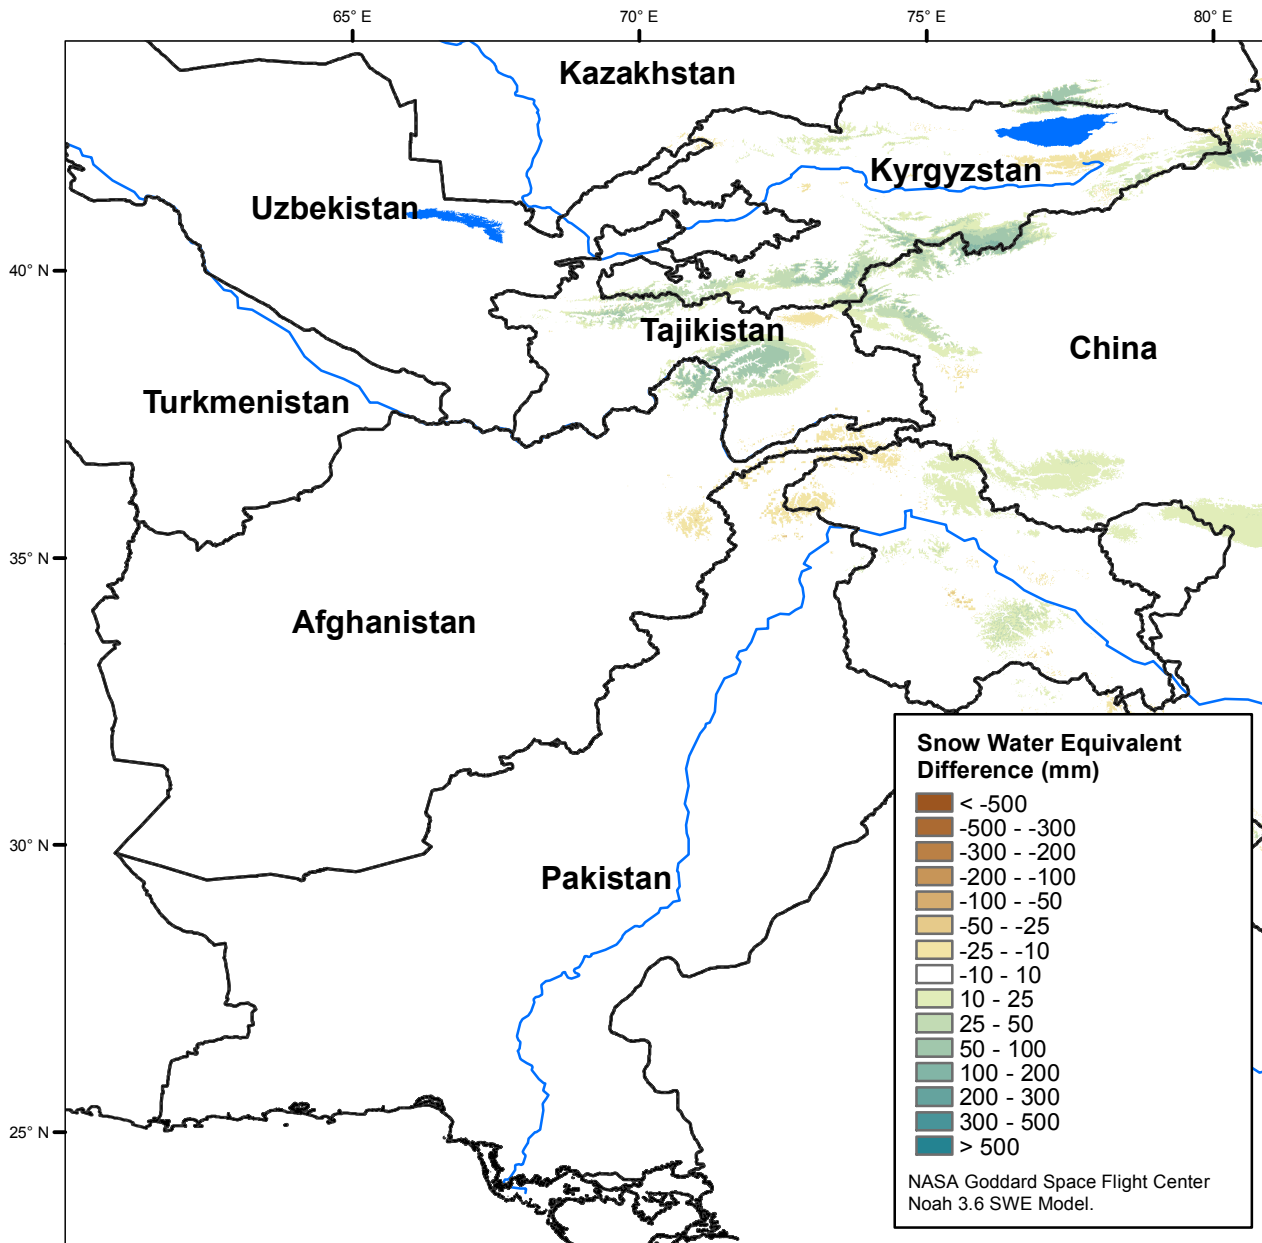 65° E
70° E
75° E
80° E
Kazakhstan
Kyrgyzstan
Uzbekistan
40° N
Tajikistan
China
Turkmenistan
35° N
Afghanistan
30° N
Pakistan
25° N
Snow Water Equivalent
Difference (mm)
< -500
-500 - -300
-300 - -200
-200 - -100
-100 - -50
-50 - -25
-25 - -10
-10 - 10
10 - 25
25 - 50
50 - 100
100 - 200
200 - 300
300 - 500
> 500
NASA Goddard Space Flight Center
Noah 3.6 SWE Model.